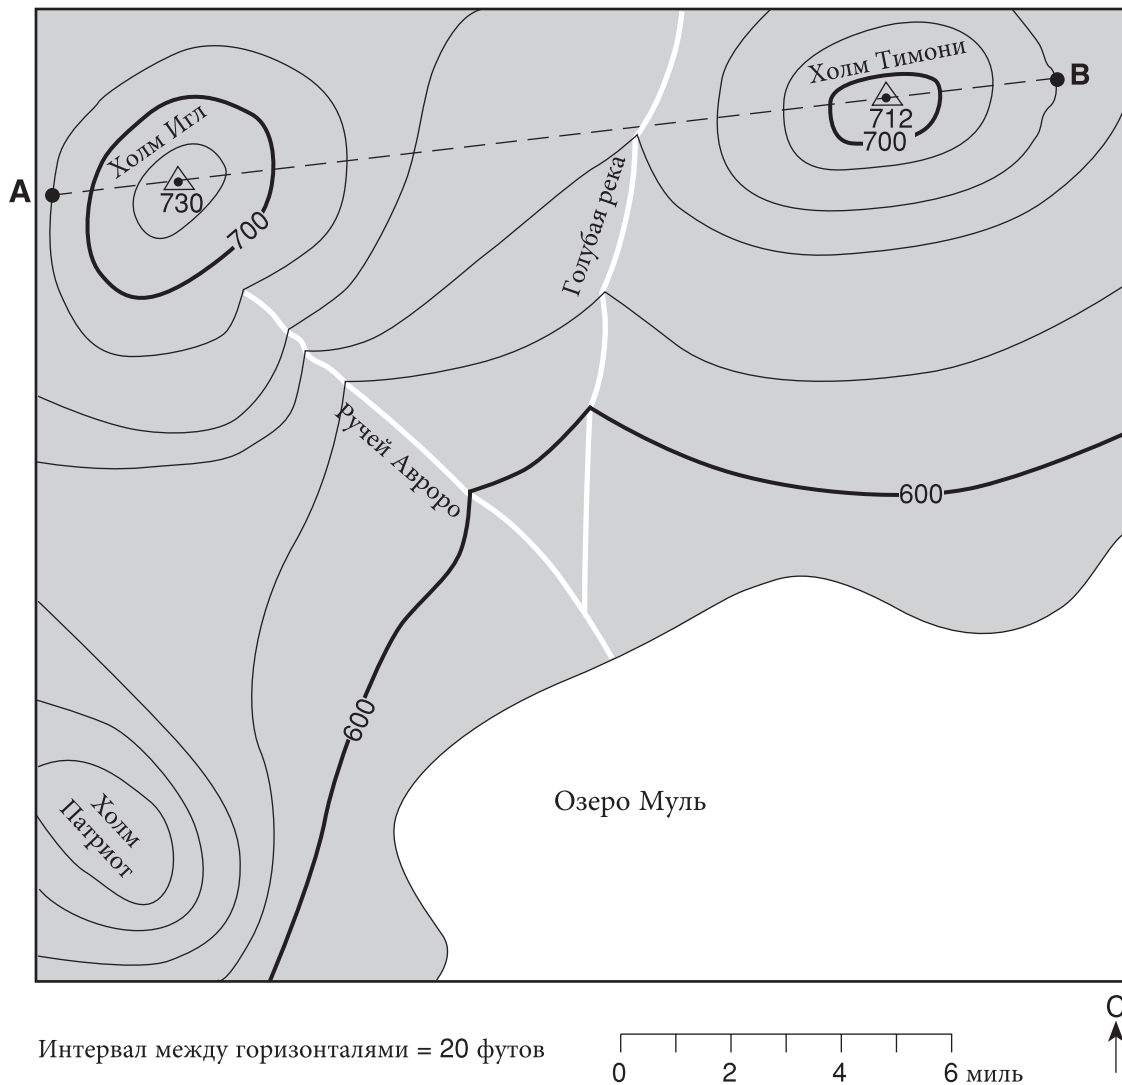 Холм Тимони
B
712
700
Холм Игл
A
730
700
Голубая река
Ручей Авроро
600
600
Холм
Патриот
Озеро Муль
С
Интервал между горизонталями = 20 футов
0 2 4 6 миль